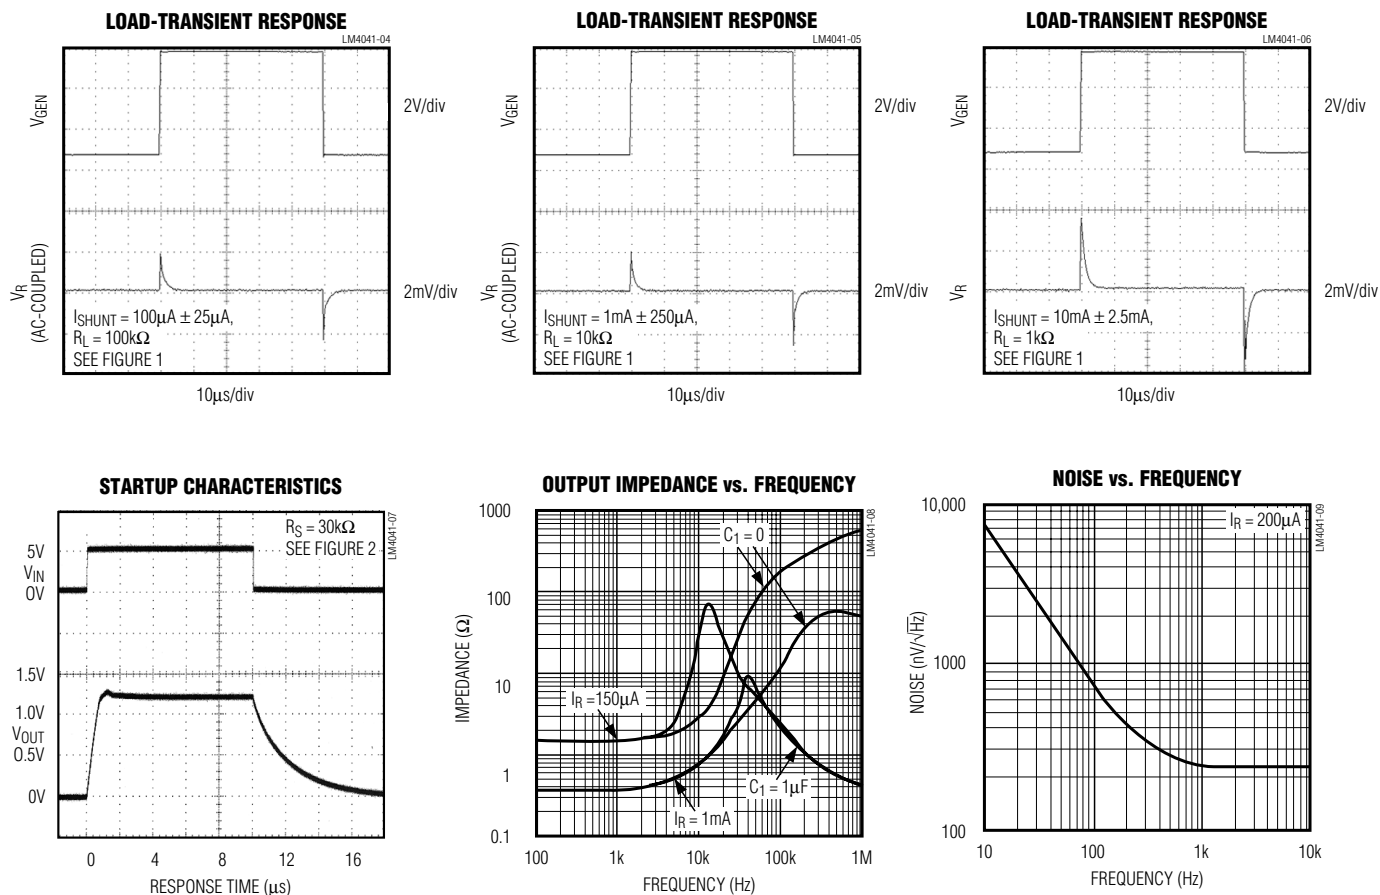 LOAD-TRANSIENT RESPONSE
LM4041-04
VGEN
2V/div
VR
(AC-COUPLED)
2mV/div
ISHUNT = 100µA ± 25µA,
RL = 100kΩ
SEE FIGURE 1
10µs/div
LOAD-TRANSIENT RESPONSE
LM4041-05
VGEN
2V/div
VR
(AC-COUPLED)
2mV/div
ISHUNT = 1mA ± 250µA,
RL = 10kΩ
SEE FIGURE 1
10µs/div
LOAD-TRANSIENT RESPONSE
LM4041-06
VGEN
2V/div
VR
2mV/div
ISHUNT = 10mA ± 2.5mA,
RL = 1kΩ
SEE FIGURE 1
10µs/div
STARTUP CHARACTERISTICS
LM4041-07
RS = 30kΩ
SEE FIGURE 2
5V
VIN
0V
1.5V
1.0V
VOUT
0.5V
0V
0 4 8 12 16
RESPONSE TIME (µs)
OUTPUT IMPEDANCE vs. FREQUENCY
LM4041-08
1000
100
10
1
0.1
IMPEDANCE (Ω)
C1 = 0
IR = 150µA
C1 = 1µF
IR = 1mA
100 1k 10k 100k 1M
FREQUENCY (Hz)
NOISE vs. FREQUENCY
LM4041-09
IR = 200µA
10,000
1000
100
NOISE (nV/√Hz)
10 100 1k 10k
FREQUENCY (Hz)